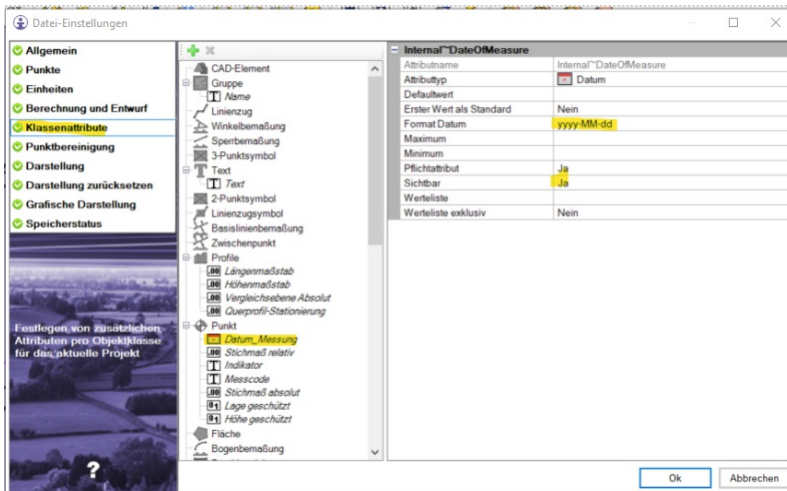 Datei-Einstellungen
Allgemein
Punkte
Einheiten
Berechnung und Entwurf
Klassenattribute
Punktbereinigung
Darstellung
Darstellung zurücksetzen
Grafische Darstellung
Speicherstatus
Festlegen von zusätzlichen
Attributen pro Objektklasse
für das aktuelle Projekt
?
CAD-Element
Gruppe
Name
Linienzug
Winkelbemaßung
Sperrbemaßung
3-Punktsymbol
Text
Text
2-Punktsymbol
Linienzugsymbol
Basislinienbemaßung
Zwischenpunkt
Profile
Längenmaßstab
Höhenmaßstab
Vergleichsebene Absolut
Querprofil-Stationierung
Punkt
Datum_Messung
Stichmaß relativ
Indikator
Messcode
Stichmaß absolut
Lage geschützt
Höhe geschützt
Fläche
Bogenbemaßung
Internal~DateOfMeasure
Attributname Internal~DateOfMeasure
Attributtyp Datum
Defaultwert
Erster Wert als Standard Nein
Format Datum yyyy-MM-dd
Maximum
Minimum
Pflichtattribut Ja
Sichtbar Ja
Werteliste
Werteliste exklusiv Nein
Ok Abbrechen